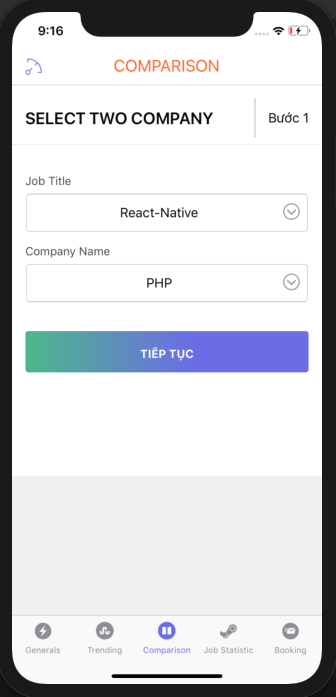 9:16
COMPARISON
SELECT TWO COMPANY
Bước 1
Job Title
React-Native
Company Name
PHP
TIẾP TỤC
Generals
Trending
Comparison
Job Statistic
Booking